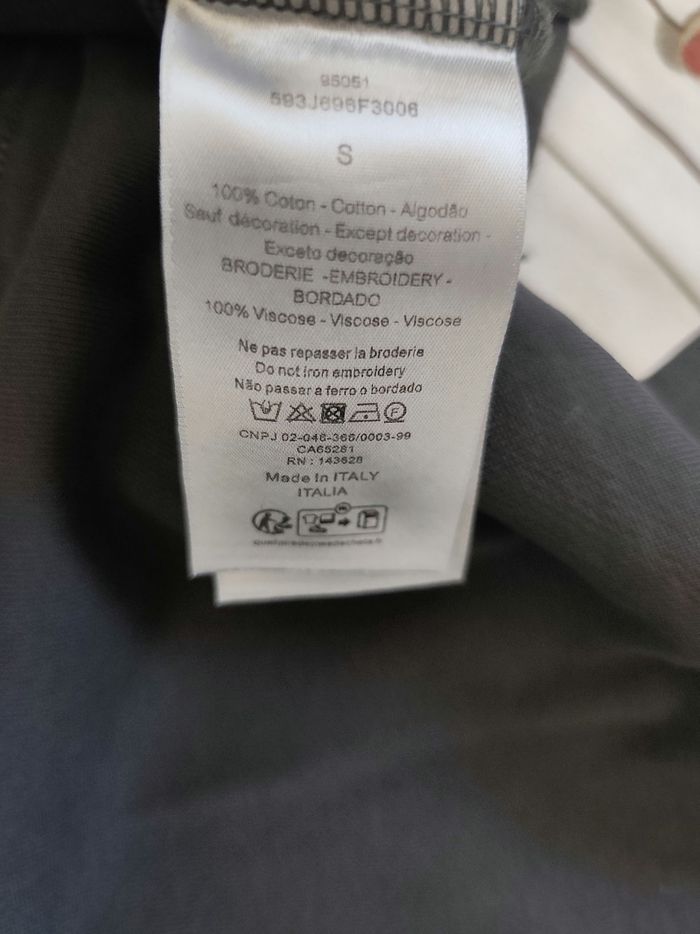 95051
593J696F3006
S
100% Coton - Cotton - Algodão
Sauf décoration - Except decoration -
Exceto decoração
BRODERIE -EMBROIDERY -
BORDADO
100% Viscose - Viscose - Viscose
Ne pas repasser la broderie
Do not iron embroidery
Não passar a ferro o bordado
F
CNPJ 02-046-366/0003-99
CA65281
RN : 143628
Made in ITALY
ITALIA